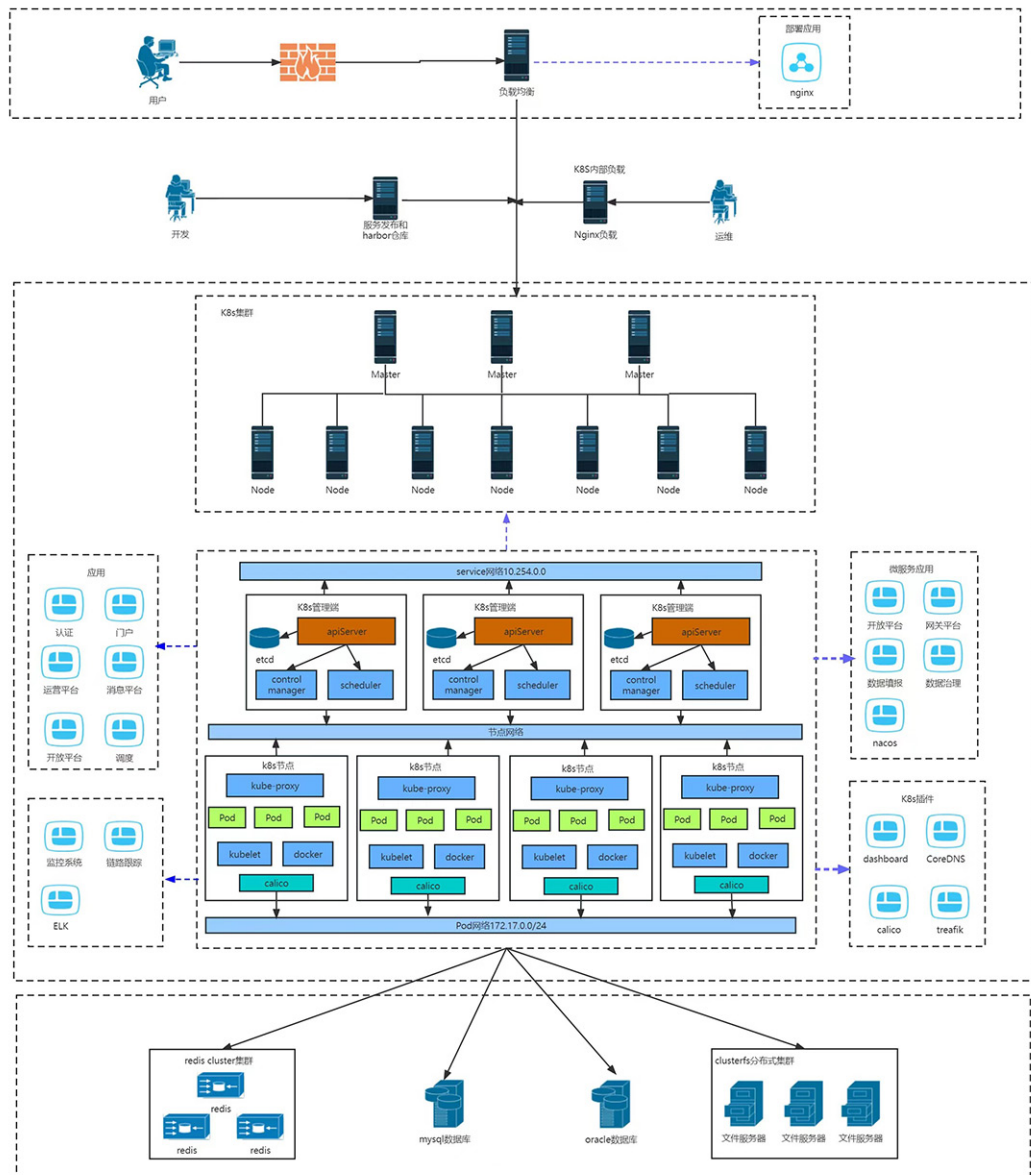 部署应用
用户
负载均衡
nginx
K8S内部负载
开发
服务发布和
harbor仓库
Nginx负载
运维
K8s集群
Master
Master
Master
Node
Node
Node
Node
Node
Node
Node
应用
认证
门户
运营平台
消息平台
开放平台
调度
service网络10.254.0.0
K8s管理端
apiServer
etcd
control
manager
scheduler
K8s管理端
apiServer
etcd
control
manager
scheduler
K8s管理端
apiServer
etcd
control
manager
scheduler
微服务应用
开放平台
网关平台
数据填报
数据治理
nacos
节点网络
k8s节点
kube-proxy
Pod
Pod
Pod
kubelet
docker
calico
k8s节点
kube-proxy
Pod
Pod
Pod
kubelet
docker
calico
k8s节点
kube-proxy
Pod
Pod
Pod
kubelet
docker
calico
k8s节点
kube-proxy
Pod
Pod
Pod
kubelet
docker
calico
监控系统
链路跟踪
ELK
K8s插件
dashboard
CoreDNS
calico
treafik
Pod网络172.17.0.0/24
redis cluster集群
redis
redis
redis
mysql数据库
oracle数据库
clusterfs分布式集群
文件服务器
文件服务器
文件服务器